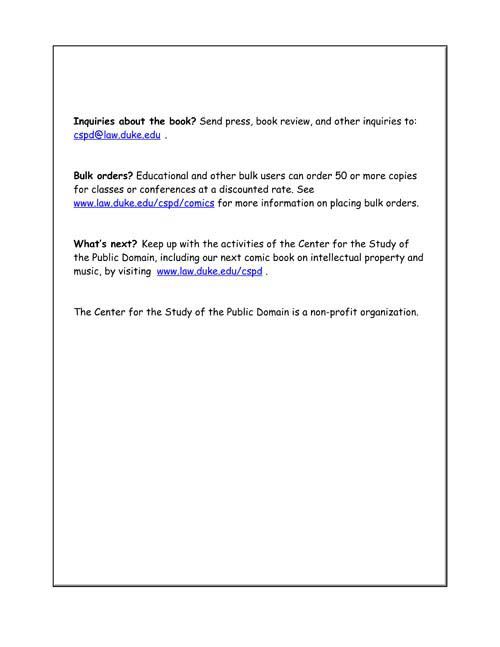 Inquiries about the book? Send press, book review, and other inquiries to:
cspd@law.duke.edu .
Bulk orders? Educational and other bulk users can order 50 or more copies
for classes or conferences at a discounted rate. See
www.law.duke.edu/cspd/comics for more information on placing bulk orders.
What's next? Keep up with the activities of the Center for the Study of
the Public Domain, including our next comic book on intellectual property and
music, by visiting www.law.duke.edu/cspd .
The Center for the Study of the Public Domain is a non-profit organization.